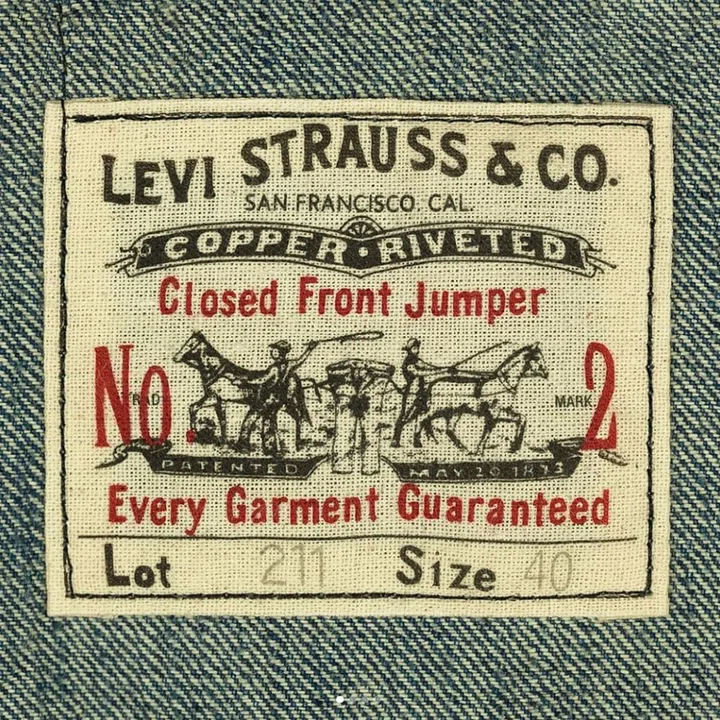 LEVI STRAUSS & CO.
SAN FRANCISCO CAL.
COPPER·RIVETED
Closed Front Jumper
No. 2
TRAD MARK
PATENTED MAY 20 1873
Every Garment Guaranteed
Lot 211 Size 40